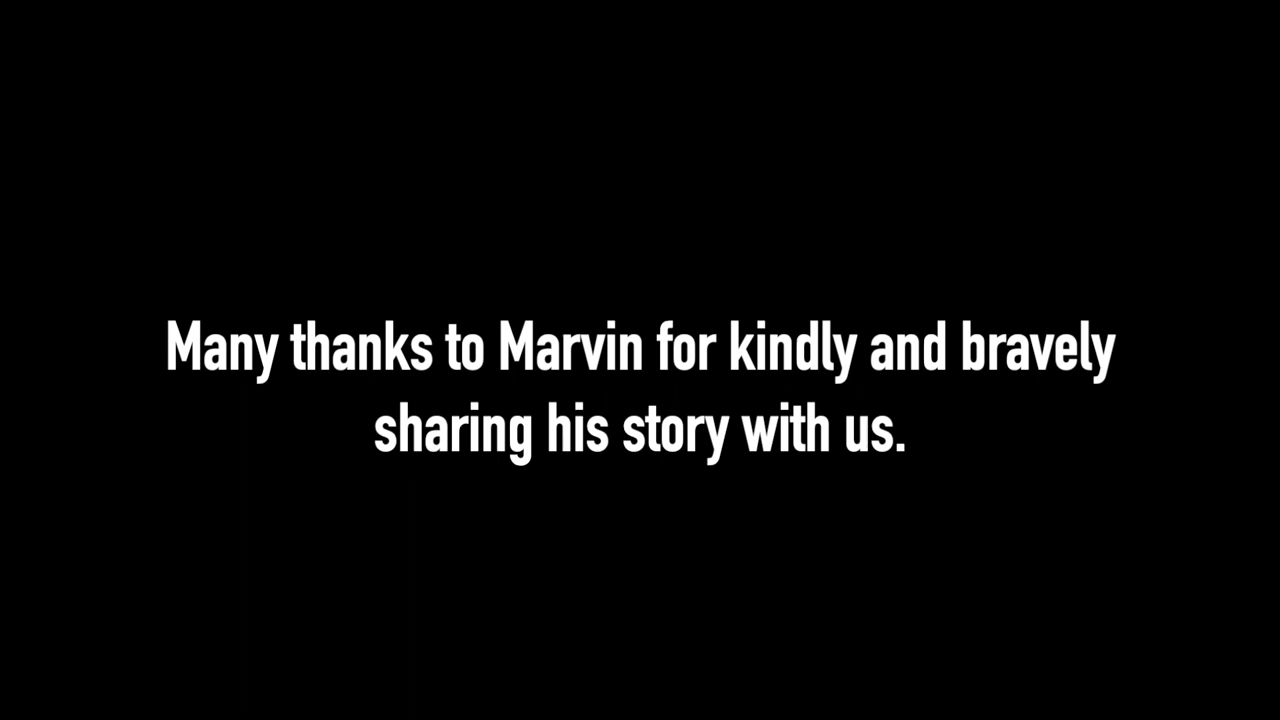 Many thanks to Marvin for kindly and bravely
sharing his story with us.